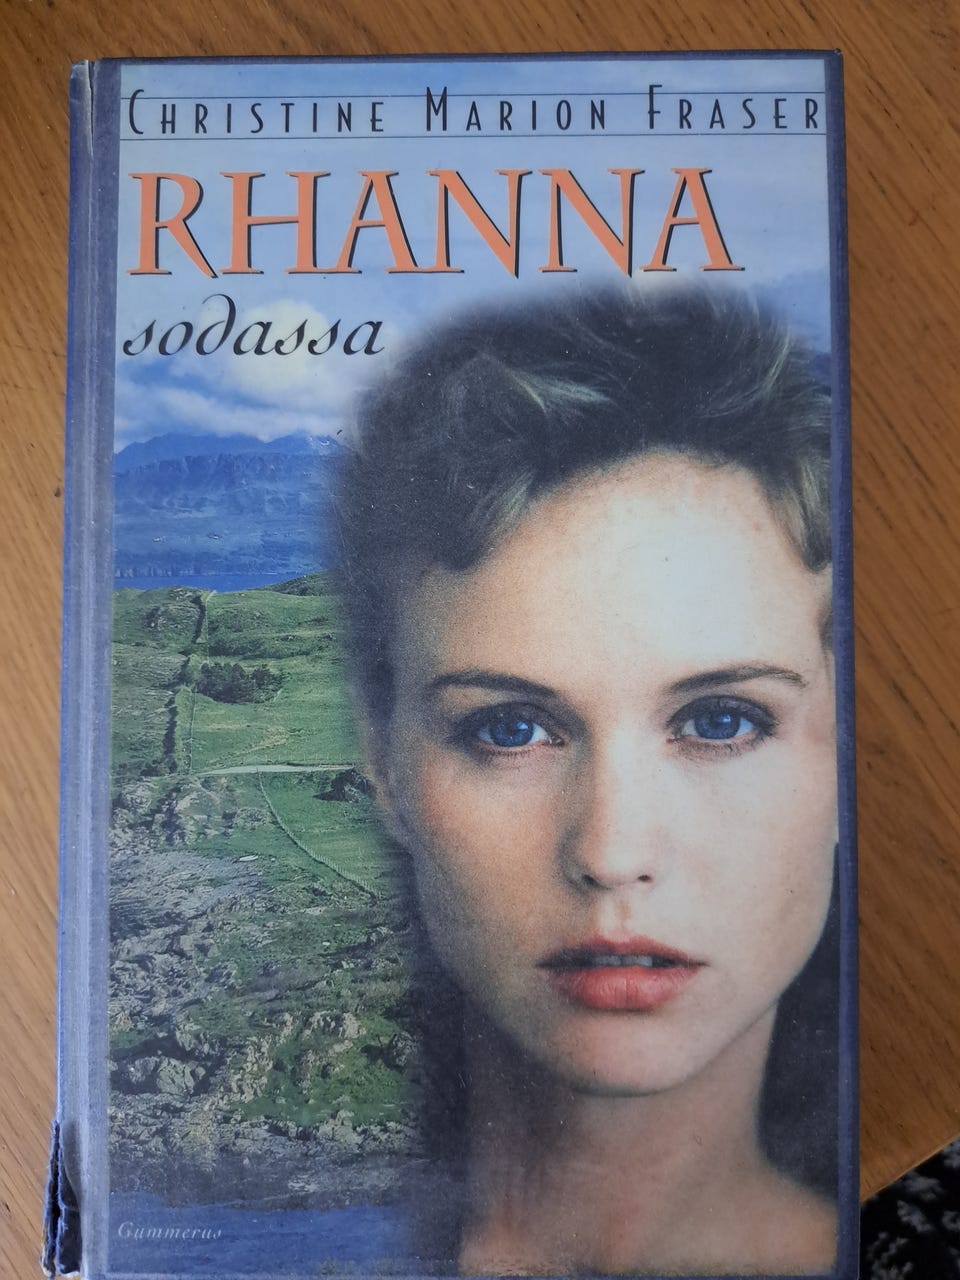 CHRISTINE MARION FRASER
RHANNA
sodassa
Gummerus